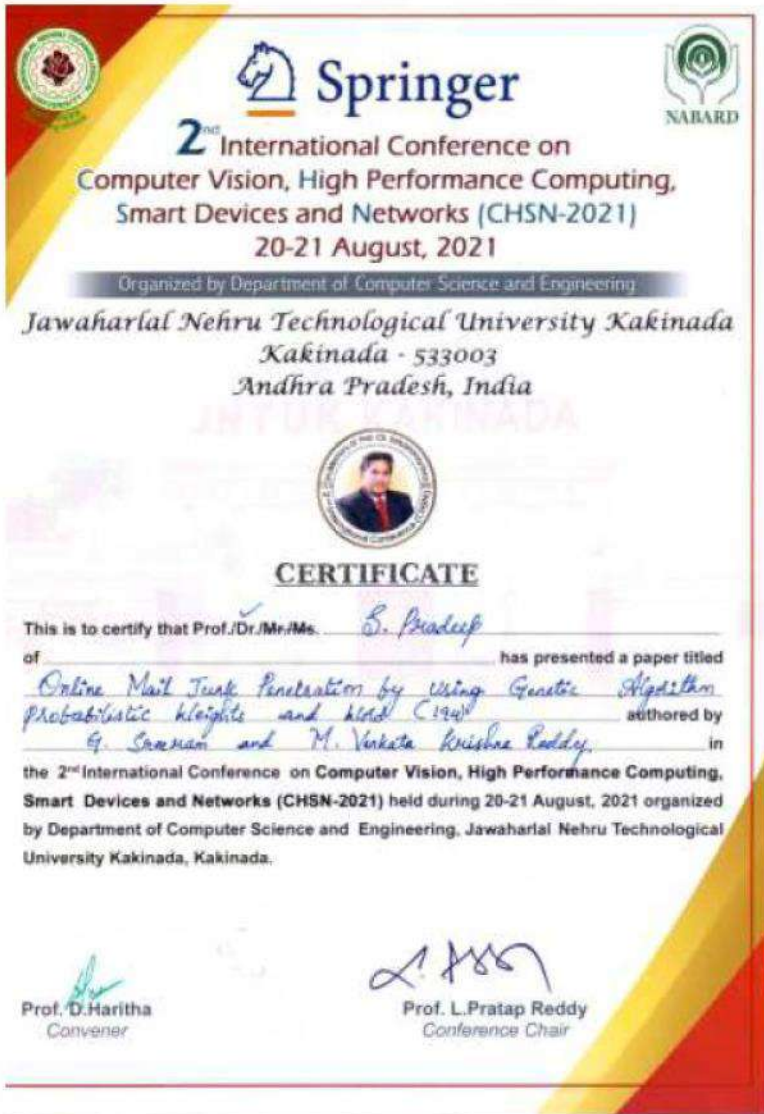 Springer
NABARD
2nd International Conference on
Computer Vision, High Performance Computing,
Smart Devices and Networks (CHSN-2021)
20-21 August, 2021
Organized by Department of Computer Science and Engineering
Jawaharlal Nehru Technological University Kakinada
Kakinada - 533003
Andhra Pradesh, India
JNTUK KAKINADA
CERTIFICATE
This is to certify that Prof./Dr./Mr./Ms. S. Pradeep
of has presented a paper titled
Online Mail Junk Penetration by Using Genetic Algorithm
Probabilistic Weights and Word (194) authored by
G. and M. Venkata Krishna Reddy in
the 2nd International Conference on Computer Vision, High Performance Computing,
Smart Devices and Networks (CHSN-2021) held during 20-21 August, 2021 organized
by Department of Computer Science and Engineering, Jawaharlal Nehru Technological
University Kakinada, Kakinada.
Prof. D.Haritha
Convener
Prof. L.Pratap Reddy
Conference Chair